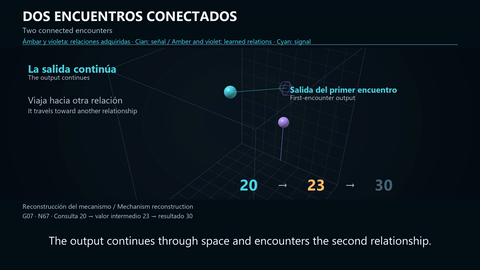 DOS ENCUENTROS CONECTADOS
Two connected encounters
Ámbar y violeta: relaciones adquiridas · Cian: señal / Amber and violet: learned relations · Cyan: signal
La salida continúa
The output continues
Viaja hacia otra relación
It travels toward another relationship
Salida del primer encuentro
First-encounter output
20 → 23 → 30
Reconstrucción del mecanismo / Mechanism reconstruction
G07 · N67 · Consulta 20 → valor intermedio 23 → resultado 30
The output continues through space and encounters the second relationship.